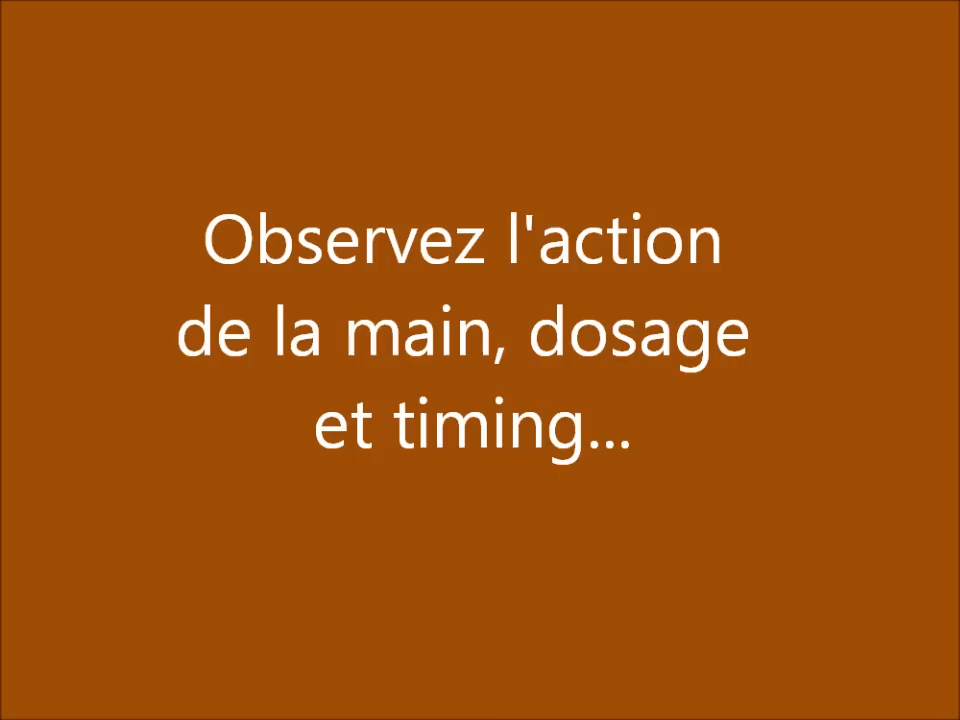 Observez l'action
de la main, dosage
et timing...